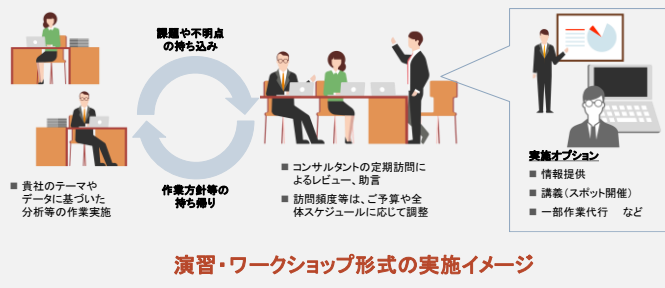 課題や不明点
の持ち込み
作業方針等の
持ち帰り
■ 貴社のテーマや
データに基づいた
分析等の作業実施
■ コンサルタントの定期訪問に
よるレビュー、助言
■ 訪問頻度等は、ご予算や全
体スケジュールに応じて調整
実施オプション
■ 情報提供
■ 講義(スポット開催)
■ 一部作業代行 など
演習・ワークショップ形式の実施イメージ